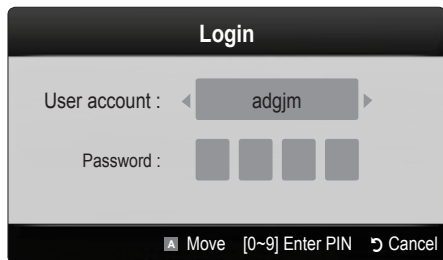 Login
User account : adgjm
Password :
A Move [0~9] Enter PIN Cancel